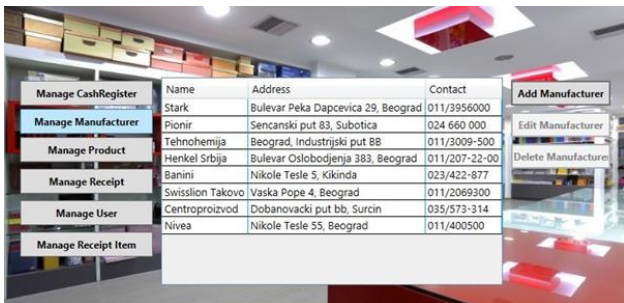 Manage CashRegister
Manage Manufacturer
Manage Product
Manage Receipt
Manage User
Manage Receipt Item
Name Address Contact
Stark Bulevar Peka Dapcevica 29, Beograd 011/3956000
Pionir Sencanski put 83, Subotica 024 660 000
Tehnohemija Beograd, Industrijski put BB 011/3009-500
Henkel Srbija Bulevar Oslobodjenja 383, Beograd 011/207-22-00
Banini Nikole Tesle 5, Kikinda 023/422-877
Swisslion Takovo Vaska Pope 4, Beograd 011/2069300
Centroproizvod Dobanovacki put bb, Surcin 035/573-314
Nivea Nikole Tesle 55, Beograd 011/400500
Add Manufacturer
Edit Manufacturer
Delete Manufacturer